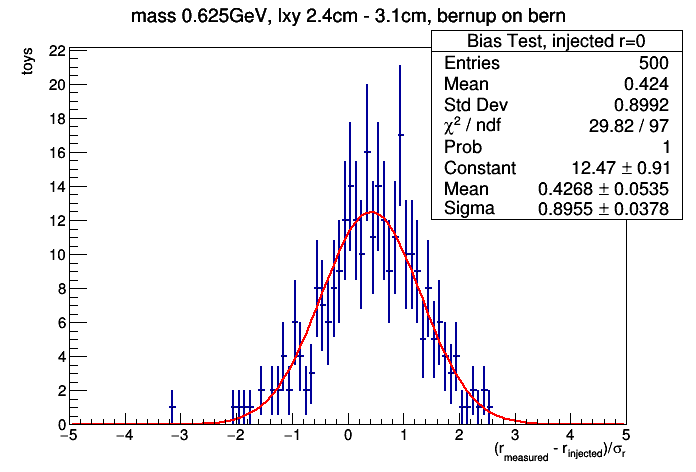 mass 0.625GeV, lxy 2.4cm - 3.1cm, bernup on bern
Bias Test, injected r=0
Entries 500
Mean 0.424
Std Dev 0.8992
χ² / ndf 29.82 / 97
Prob 1
Constant 12.47 ± 0.91
Mean 0.4268 ± 0.0535
Sigma 0.8955 ± 0.0378
toys
22
20
18
16
14
12
10
8
6
4
2
0
−5 −4 −3 −2 −1 0 1 2 3 4 5
(r_measured - r_injected)/σ_r